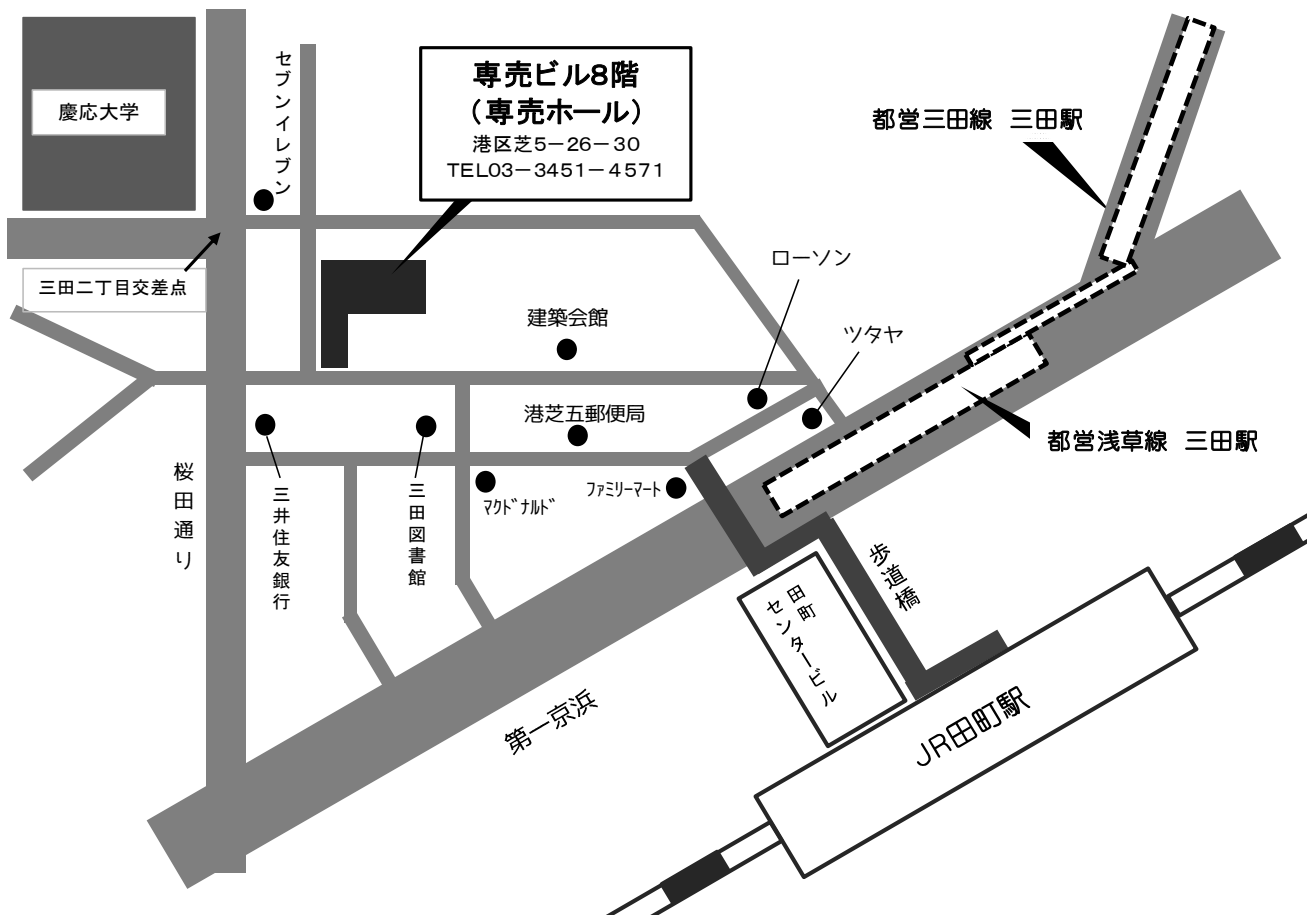 慶応大学
セブンイレブン
専売ビル8階
(専売ホール)
港区芝5-26-30
TEL03-3451-4571
都営三田線 三田駅
三田二丁目交差点
ローソン
建築会館
ツタヤ
港芝五郵便局
都営浅草線 三田駅
桜田通り
三井住友銀行
三田図書館
マクドナルド
ファミリーマート
歩道橋
田町
センタービル
第一京浜
JR田町駅